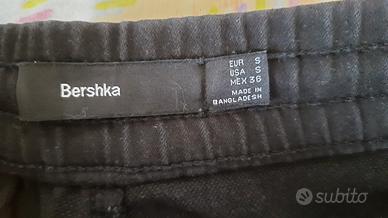 Bershka
EUR S
USA S
MEX 36
MADE IN
BANGLADESH
subito